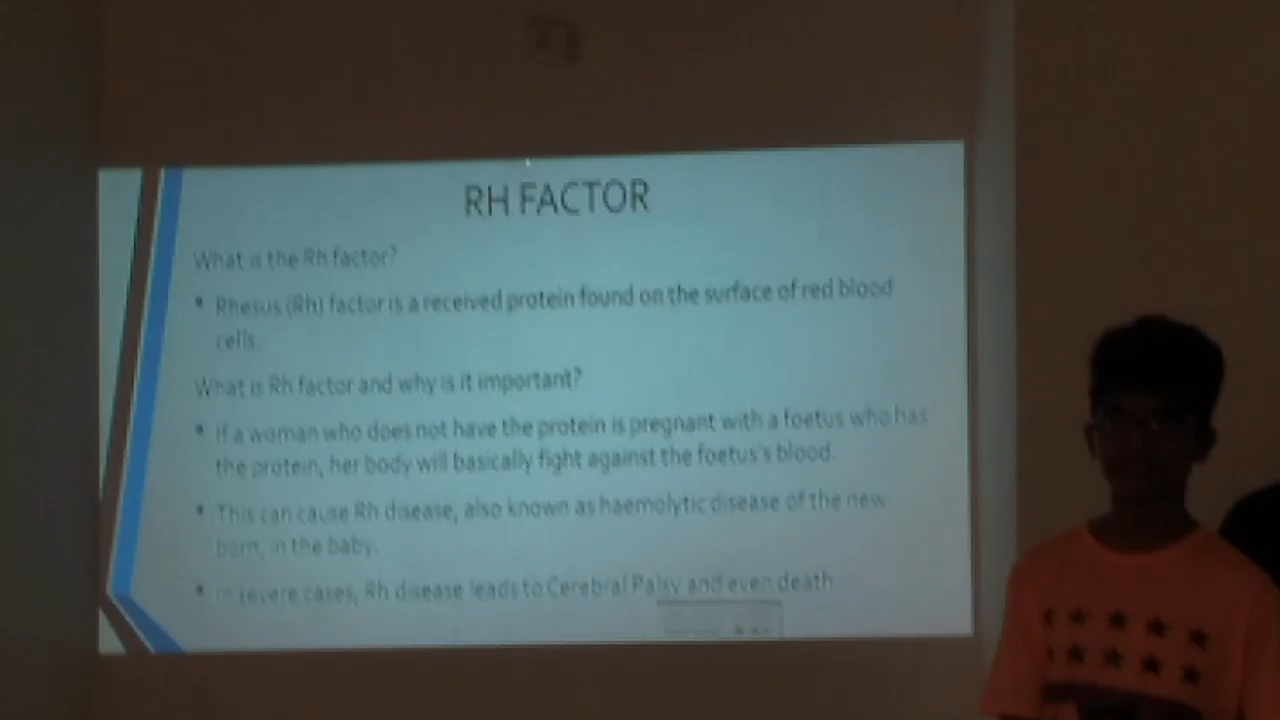 RH FACTOR
What is the Rh factor?
• Rhesus (Rh) factor is a received protein found on the surface of red blood
cells.
What is Rh factor and why is it important?
• If a woman who does not have the protein is pregnant with a foetus who has
the protein, her body will basically fight against the foetus's blood
• This can cause Rh disease, also known as haemolytic disease of the new
born, in the baby.
• In severe cases, Rh disease leads to Cerebral Palsy and even death